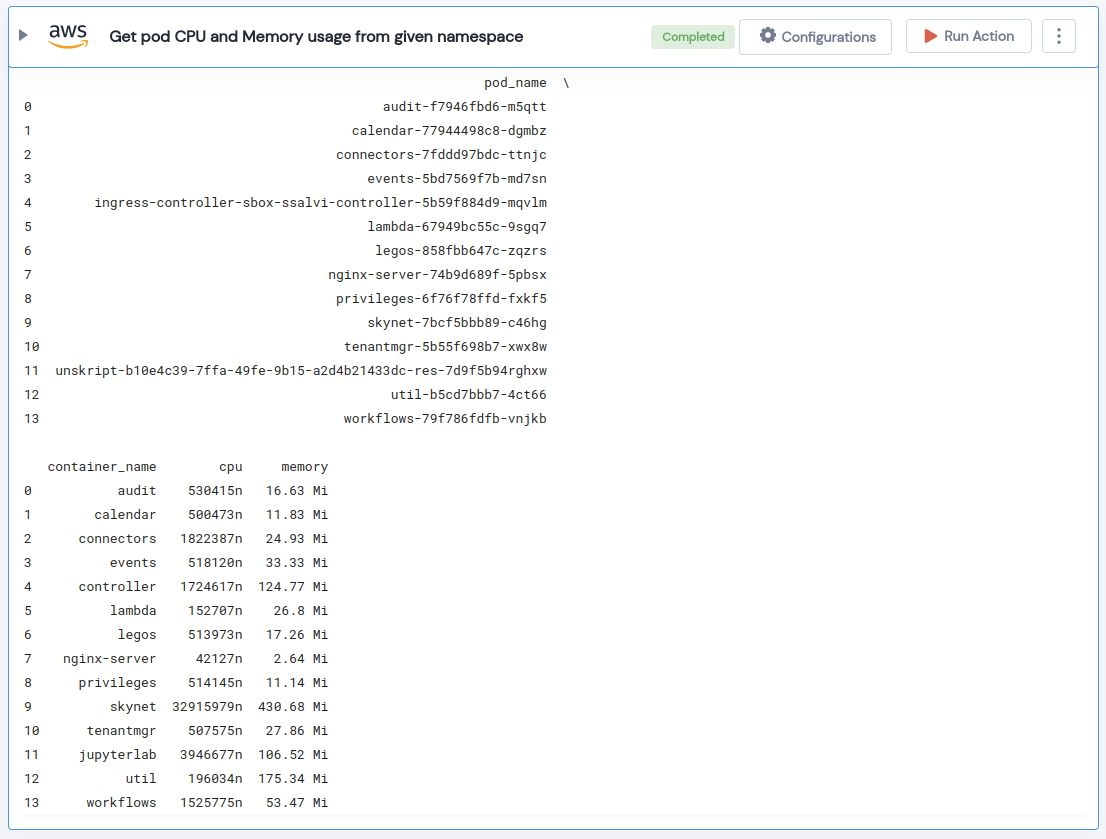 aws Get pod CPU and Memory usage from given namespace Completed Configurations Run Action
pod_name \
0 audit-f7946fbd6-m5qtt
1 calendar-77944498c8-dgmbz
2 connectors-7fddd97bdc-ttnjc
3 events-5bd7569f7b-md7sn
4 ingress-controller-sbox-ssalvi-controller-5b59f884d9-mqvlm
5 lambda-67949bc55c-9sgq7
6 legos-858fbb647c-zqzrs
7 nginx-server-74b9d689f-5pbsx
8 privileges-6f76f78ffd-fxkf5
9 skynet-7bcf5bbb89-c46hg
10 tenantmgr-5b55f698b7-xwx8w
11 unskript-b10e4c39-7ffa-49fe-9b15-a2d4b21433dc-res-7d9f5b94rghxw
12 util-b5cd7bbb7-4ct66
13 workflows-79f786fdfb-vnjkb
container_name cpu memory
0 audit 530415n 16.63 Mi
1 calendar 500473n 11.83 Mi
2 connectors 1822387n 24.93 Mi
3 events 518120n 33.33 Mi
4 controller 1724617n 124.77 Mi
5 lambda 152707n 26.8 Mi
6 legos 513973n 17.26 Mi
7 nginx-server 42127n 2.64 Mi
8 privileges 514145n 11.14 Mi
9 skynet 32915979n 430.68 Mi
10 tenantmgr 507575n 27.86 Mi
11 jupyterlab 3946677n 106.52 Mi
12 util 196034n 175.34 Mi
13 workflows 1525775n 53.47 Mi